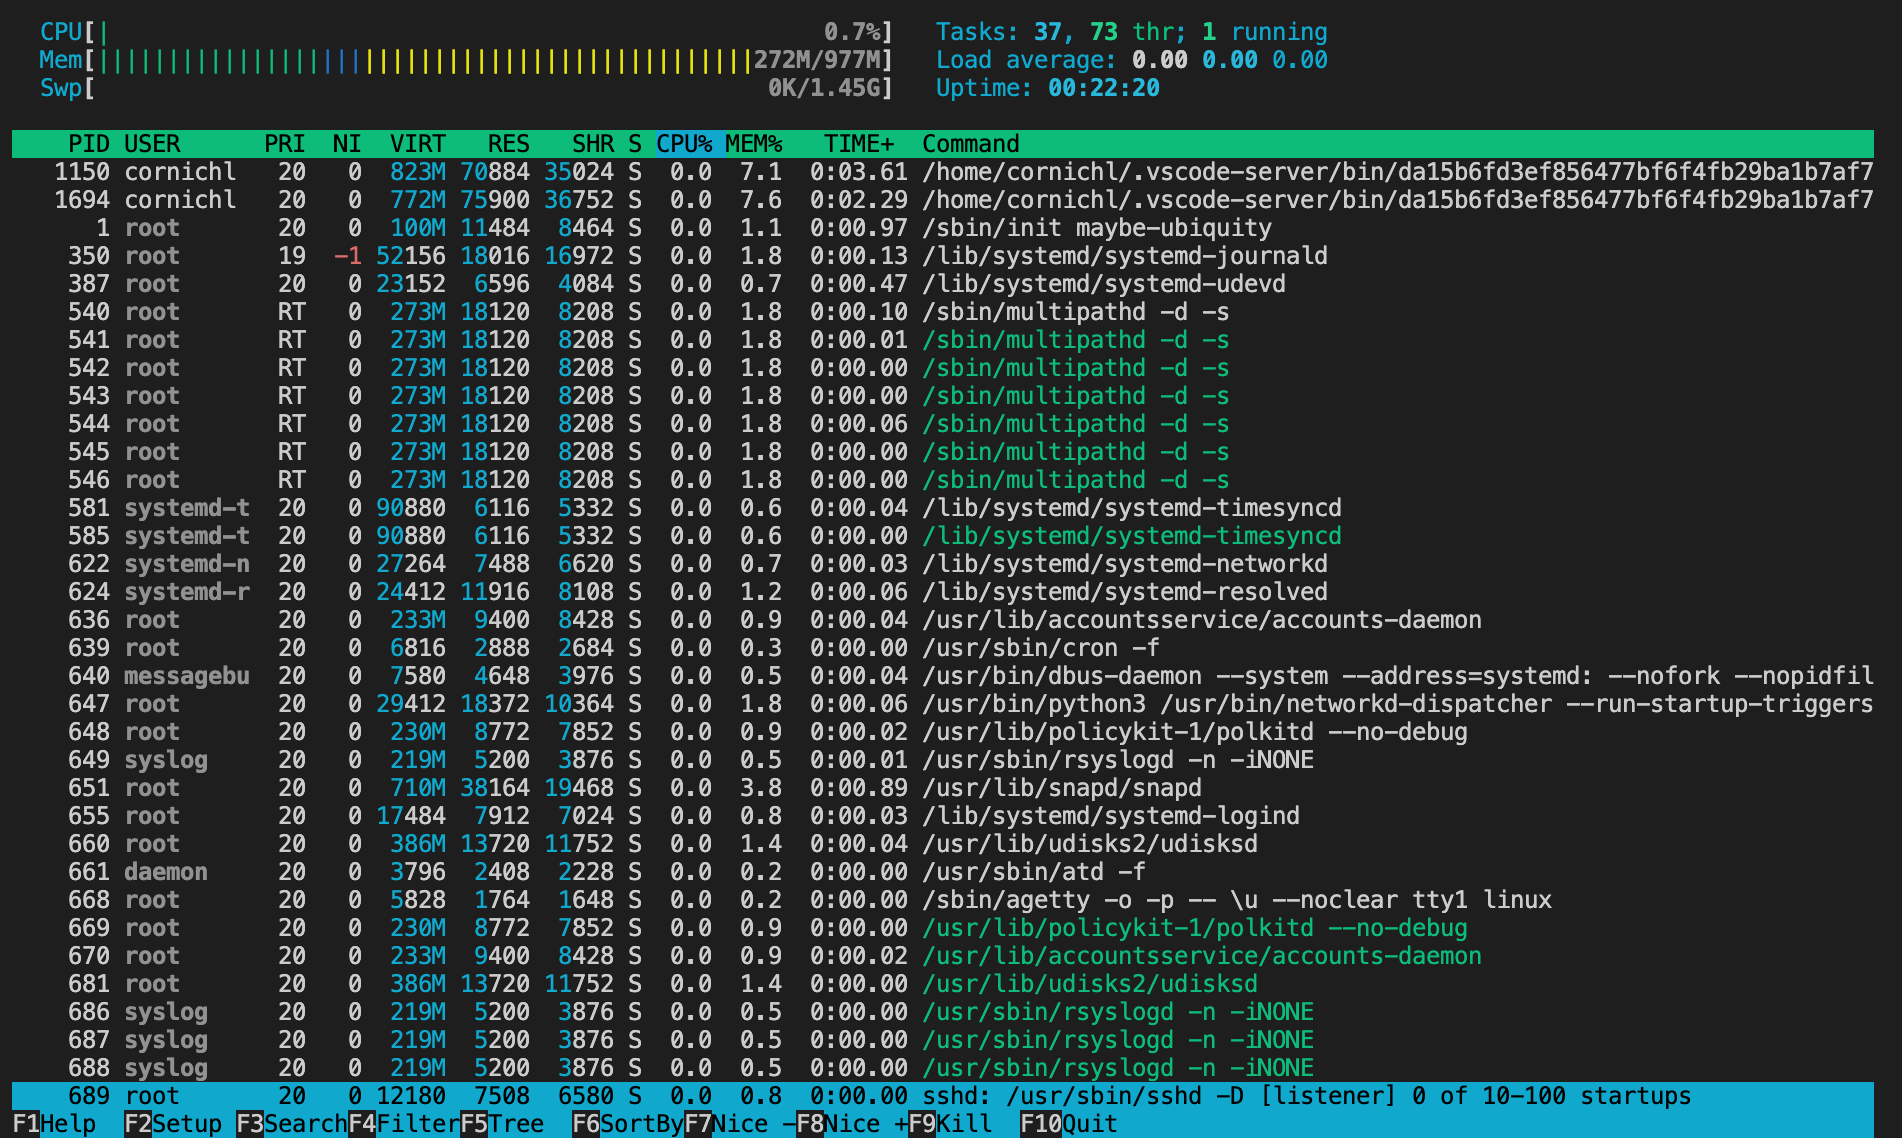 CPU[| 0.7%] Tasks: 37, 73 thr; 1 running
Mem[||||||||||||||||||||||||||||||||||||||||||||||| 272M/977M] Load average: 0.00 0.00 0.00
Swp[ 0K/1.45G] Uptime: 00:22:20
PID USER PRI NI VIRT RES SHR S CPU% MEM% TIME+ Command
1150 cornichl 20 0 823M 70884 35024 S 0.0 7.1 0:03.61 /home/cornichl/.vscode-server/bin/da15b6fd3ef856477bf6f4fb29ba1b7af7
1694 cornichl 20 0 772M 75900 36752 S 0.0 7.6 0:02.29 /home/cornichl/.vscode-server/bin/da15b6fd3ef856477bf6f4fb29ba1b7af7
1 root 20 0 100M 11484 8464 S 0.0 1.1 0:00.97 /sbin/init maybe-ubiquity
350 root 19 -1 52156 18016 16972 S 0.0 1.8 0:00.13 /lib/systemd/systemd-journald
387 root 20 0 23152 6596 4084 S 0.0 0.7 0:00.47 /lib/systemd/systemd-udevd
540 root RT 0 273M 18120 8208 S 0.0 1.8 0:00.10 /sbin/multipathd -d -s
541 root RT 0 273M 18120 8208 S 0.0 1.8 0:00.01 /sbin/multipathd -d -s
542 root RT 0 273M 18120 8208 S 0.0 1.8 0:00.00 /sbin/multipathd -d -s
543 root RT 0 273M 18120 8208 S 0.0 1.8 0:00.00 /sbin/multipathd -d -s
544 root RT 0 273M 18120 8208 S 0.0 1.8 0:00.06 /sbin/multipathd -d -s
545 root RT 0 273M 18120 8208 S 0.0 1.8 0:00.00 /sbin/multipathd -d -s
546 root RT 0 273M 18120 8208 S 0.0 1.8 0:00.00 /sbin/multipathd -d -s
581 systemd-t 20 0 90880 6116 5332 S 0.0 0.6 0:00.04 /lib/systemd/systemd-timesyncd
585 systemd-t 20 0 90880 6116 5332 S 0.0 0.6 0:00.00 /lib/systemd/systemd-timesyncd
622 systemd-n 20 0 27264 7488 6620 S 0.0 0.7 0:00.03 /lib/systemd/systemd-networkd
624 systemd-r 20 0 24412 11916 8108 S 0.0 1.2 0:00.06 /lib/systemd/systemd-resolved
636 root 20 0 233M 9400 8428 S 0.0 0.9 0:00.04 /usr/lib/accountsservice/accounts-daemon
639 root 20 0 6816 2888 2684 S 0.0 0.3 0:00.00 /usr/sbin/cron -f
640 messagebu 20 0 7580 4648 3976 S 0.0 0.5 0:00.04 /usr/bin/dbus-daemon --system --address=systemd: --nofork --nopidfil
647 root 20 0 29412 18372 10364 S 0.0 1.8 0:00.06 /usr/bin/python3 /usr/bin/networkd-dispatcher --run-startup-triggers
648 root 20 0 230M 8772 7852 S 0.0 0.9 0:00.02 /usr/lib/policykit-1/polkitd --no-debug
649 syslog 20 0 219M 5200 3876 S 0.0 0.5 0:00.01 /usr/sbin/rsyslogd -n -iNONE
651 root 20 0 710M 38164 19468 S 0.0 3.8 0:00.89 /usr/lib/snapd/snapd
655 root 20 0 17484 7912 7024 S 0.0 0.8 0:00.03 /lib/systemd/systemd-logind
660 root 20 0 386M 13720 11752 S 0.0 1.4 0:00.04 /usr/lib/udisks2/udisksd
661 daemon 20 0 3796 2408 2228 S 0.0 0.2 0:00.00 /usr/sbin/atd -f
668 root 20 0 5828 1764 1648 S 0.0 0.2 0:00.00 /sbin/agetty -o -p -- \u --noclear tty1 linux
669 root 20 0 230M 8772 7852 S 0.0 0.9 0:00.00 /usr/lib/policykit-1/polkitd --no-debug
670 root 20 0 233M 9400 8428 S 0.0 0.9 0:00.02 /usr/lib/accountsservice/accounts-daemon
681 root 20 0 386M 13720 11752 S 0.0 1.4 0:00.00 /usr/lib/udisks2/udisksd
686 syslog 20 0 219M 5200 3876 S 0.0 0.5 0:00.00 /usr/sbin/rsyslogd -n -iNONE
687 syslog 20 0 219M 5200 3876 S 0.0 0.5 0:00.00 /usr/sbin/rsyslogd -n -iNONE
688 syslog 20 0 219M 5200 3876 S 0.0 0.5 0:00.00 /usr/sbin/rsyslogd -n -iNONE
689 root 20 0 12180 7508 6580 S 0.0 0.8 0:00.00 sshd: /usr/sbin/sshd -D [listener] 0 of 10-100 startups
F1Help F2Setup F3SearchF4FilterF5Tree F6SortByF7Nice -F8Nice +F9Kill F10Quit